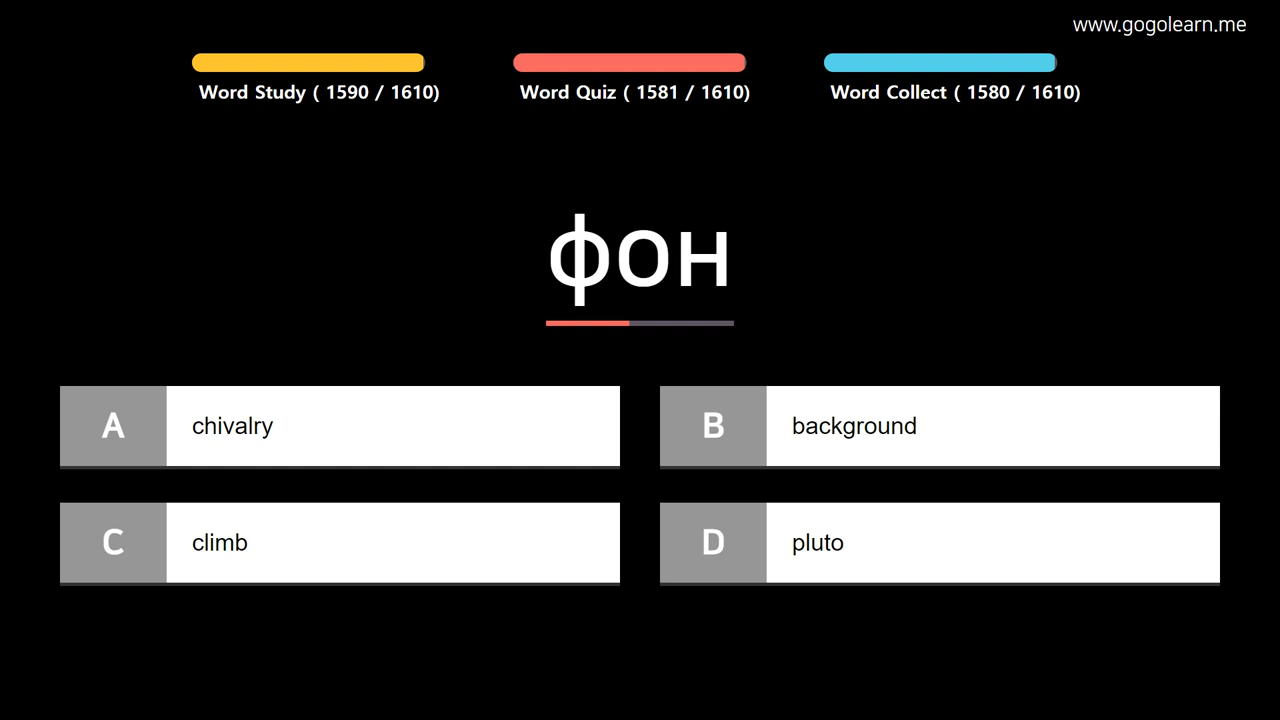 www.gogolearn.me
Word Study ( 1590 / 1610)
Word Quiz ( 1581 / 1610)
Word Collect ( 1580 / 1610)
фон
A
chivalry
B
background
C
climb
D
pluto